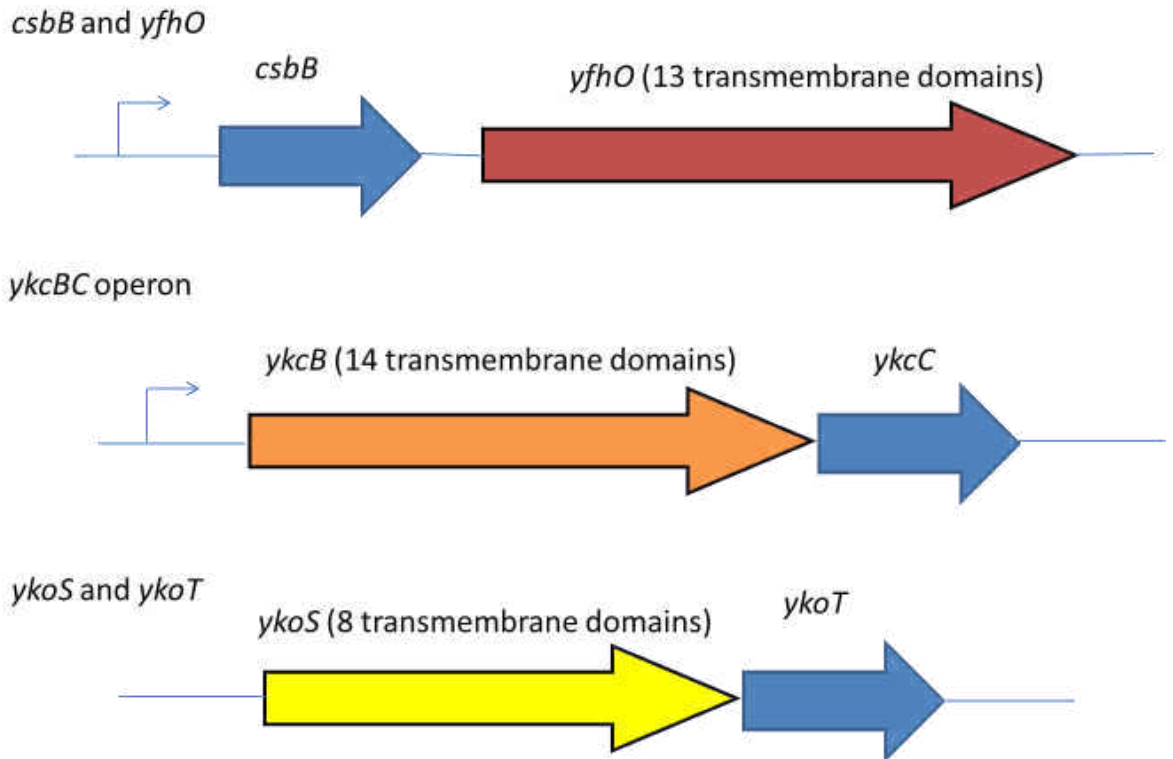 csbB and yfhO
csbB
yfhO (13 transmembrane domains)
ykcBC operon
ykcB (14 transmembrane domains)
ykcC
ykoS and ykoT
ykoS (8 transmembrane domains)
ykoT